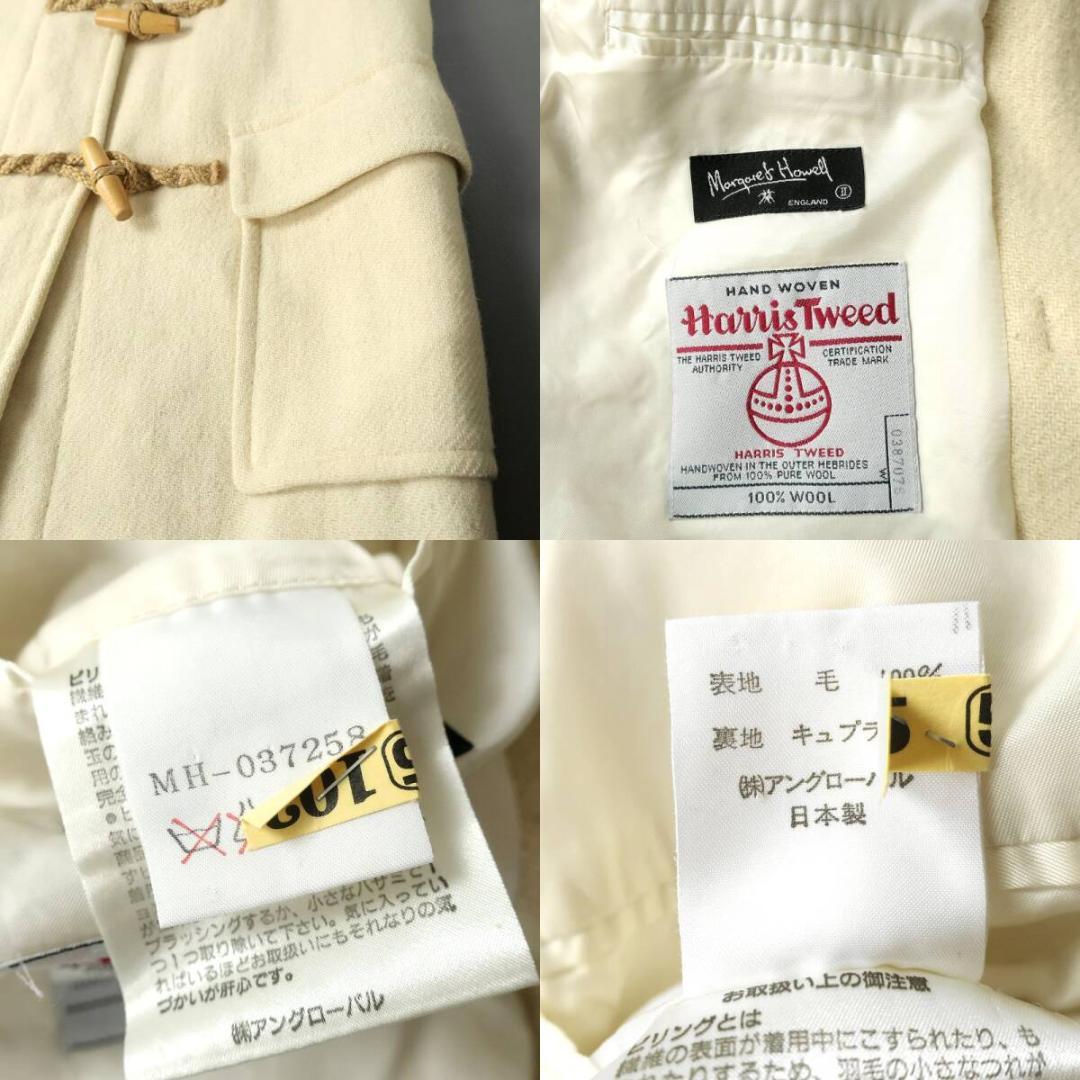 Margaret Howell
ENGLAND II
HAND WOVEN
Harris Tweed
THE HARRIS TWEED AUTHORITY
CERTIFICATION TRADE MARK
HARRIS TWEED
HANDWOVEN IN THE OUTER HEBRIDES
FROM 100% PURE WOOL
100% WOOL
0387076
W
MH-037258
102
5
ブラッシングするか、小さなハサミで1
つ1つ取り除いて下さい。気に入ってい
ればいるほどお取扱いにもそれなりの気
づかいが肝心です。
㈱アングローバル
表地 毛 100%
裏地 キュプラ
㈱アングローバル
日本製
お取扱い上の御注意
ピリングとは
繊維の表面が着用中にこすられたり、も
れたりするため、羽毛の小さなつれが